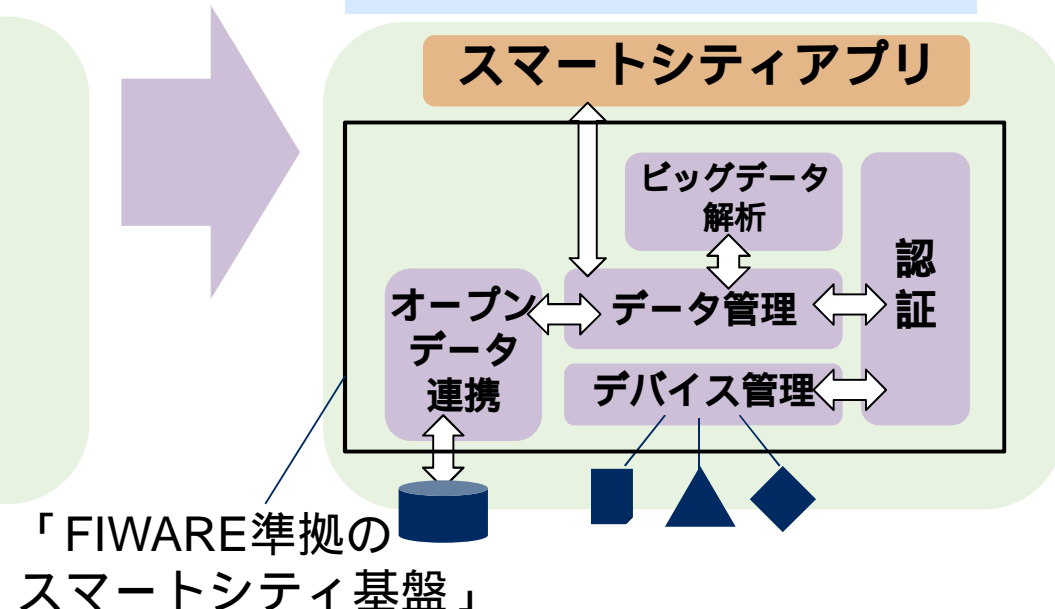 スマートシティアプリ
ビッグデータ
解析
認
証
オープン
データ
連携
データ管理
デバイス管理
「FIWARE準拠の
スマートシティ基盤」